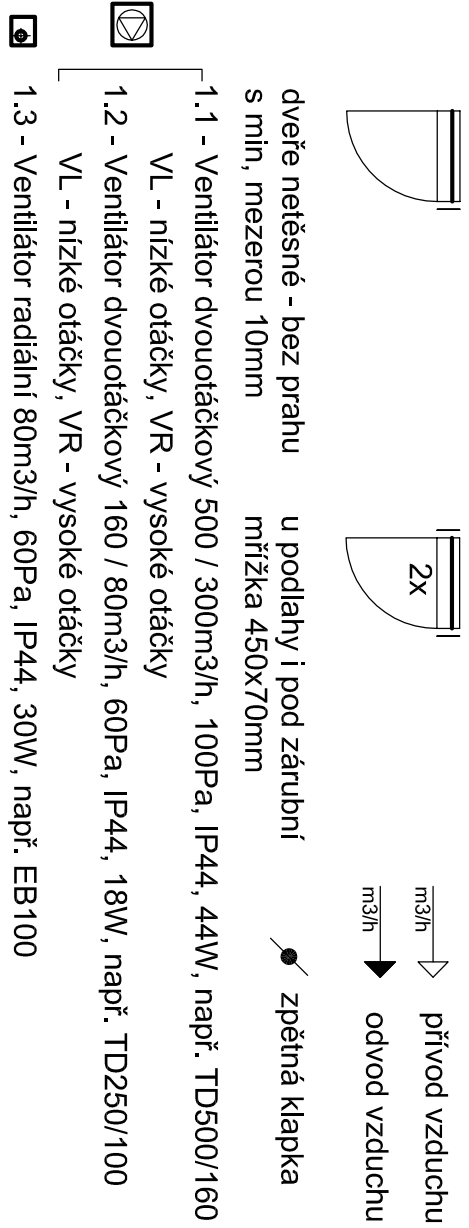 2x
m3/h
přívod vzduchu
m3/h
odvod vzduchu
dveře netěsné - bez prahu
s min, mezerou 10mm
u podlahy i pod zárubní
mřížka 450x70mm
zpětná klapka
1.1 - Ventilátor dvouotáčkový 500 / 300m3/h, 100Pa, IP44, 44W, např. TD500/160
VL - nízké otáčky, VR - vysoké otáčky
1.2 - Ventilátor dvouotáčkový 160 / 80m3/h, 60Pa, IP44, 18W, např. TD250/100
VL - nízké otáčky, VR - vysoké otáčky
1.3 - Ventilátor radiální 80m3/h, 60Pa, IP44, 30W, např. EB100